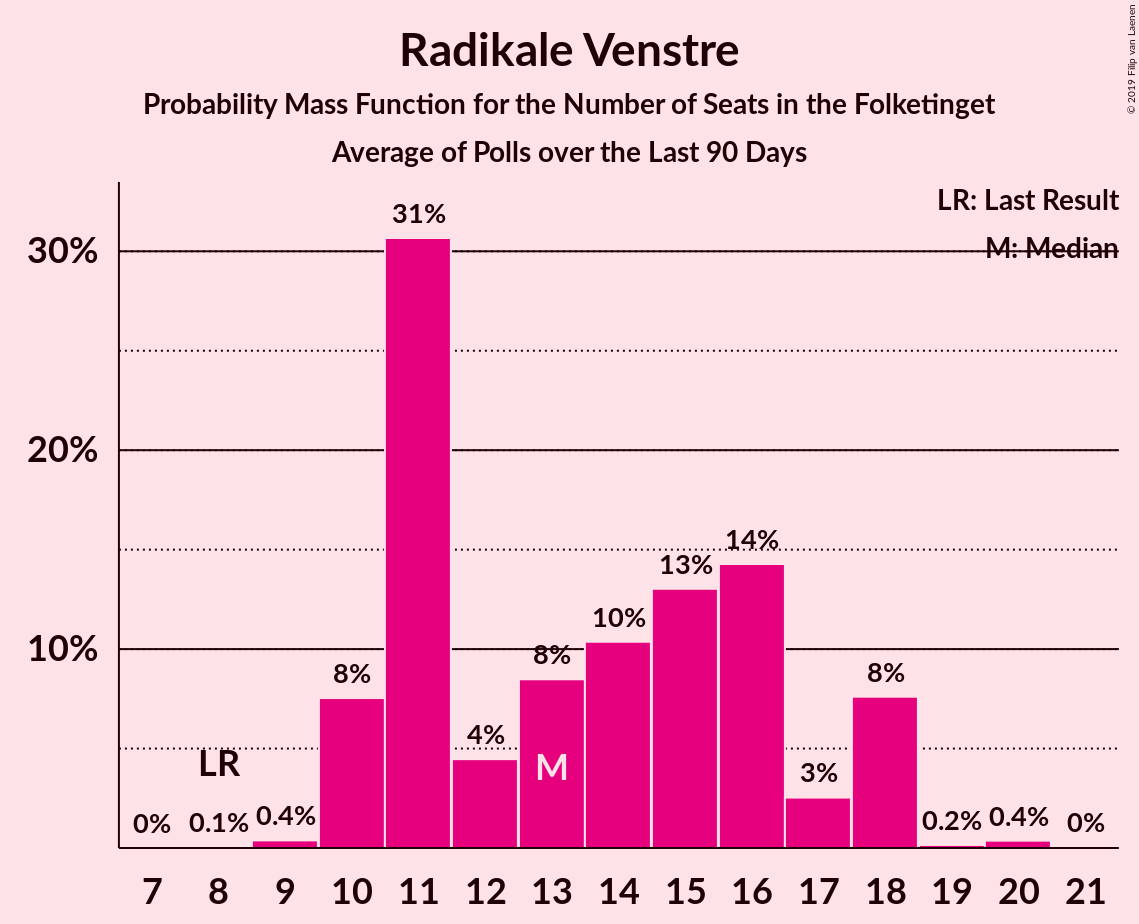 Radikale Venstre
Probability Mass Function for the Number of Seats in the Folketinget
Average of Polls over the Last 90 Days
© 2019 Filip van Laenen
LR: Last Result
M: Median
30%
20%
10%
0%
0.1%
0.4%
8%
31%
4%
8%
10%
13%
14%
3%
8%
0.2%
0.4%
0%
LR
M
7 8 9 10 11 12 13 14 15 16 17 18 19 20 21